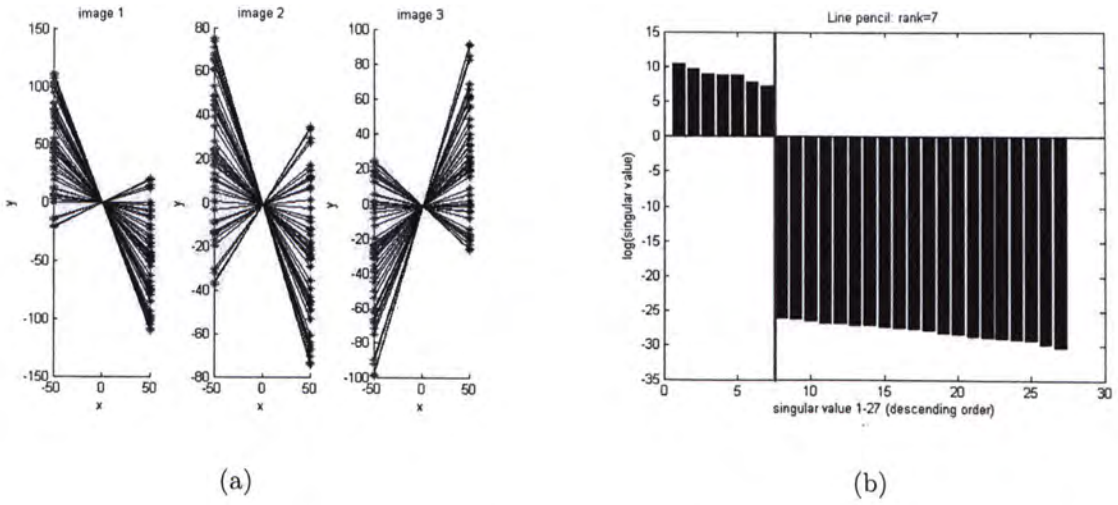 image 1
150
100
50
0
-50
-100
-150
-50 0 50
x
y
image 2
80
60
40
20
0
-20
-40
-60
-80
-50 0 50
x
y
image 3
100
80
60
40
20
0
-20
-40
-60
-80
-100
-50 0 50
x
y
(a)
Line pencil: rank=7
15
10
5
0
-5
-10
-15
-20
-25
-30
-35
log(singular value)
0 5 10 15 20 25 30
singular value 1-27 (descending order)
(b)